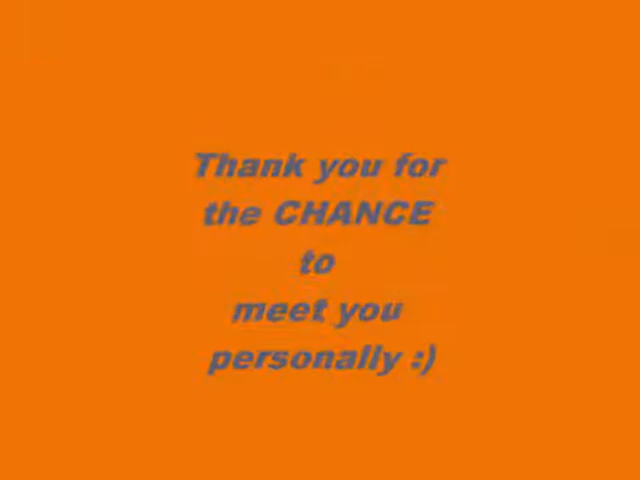 Thank you for
the CHANCE
to
meet you
personally :)